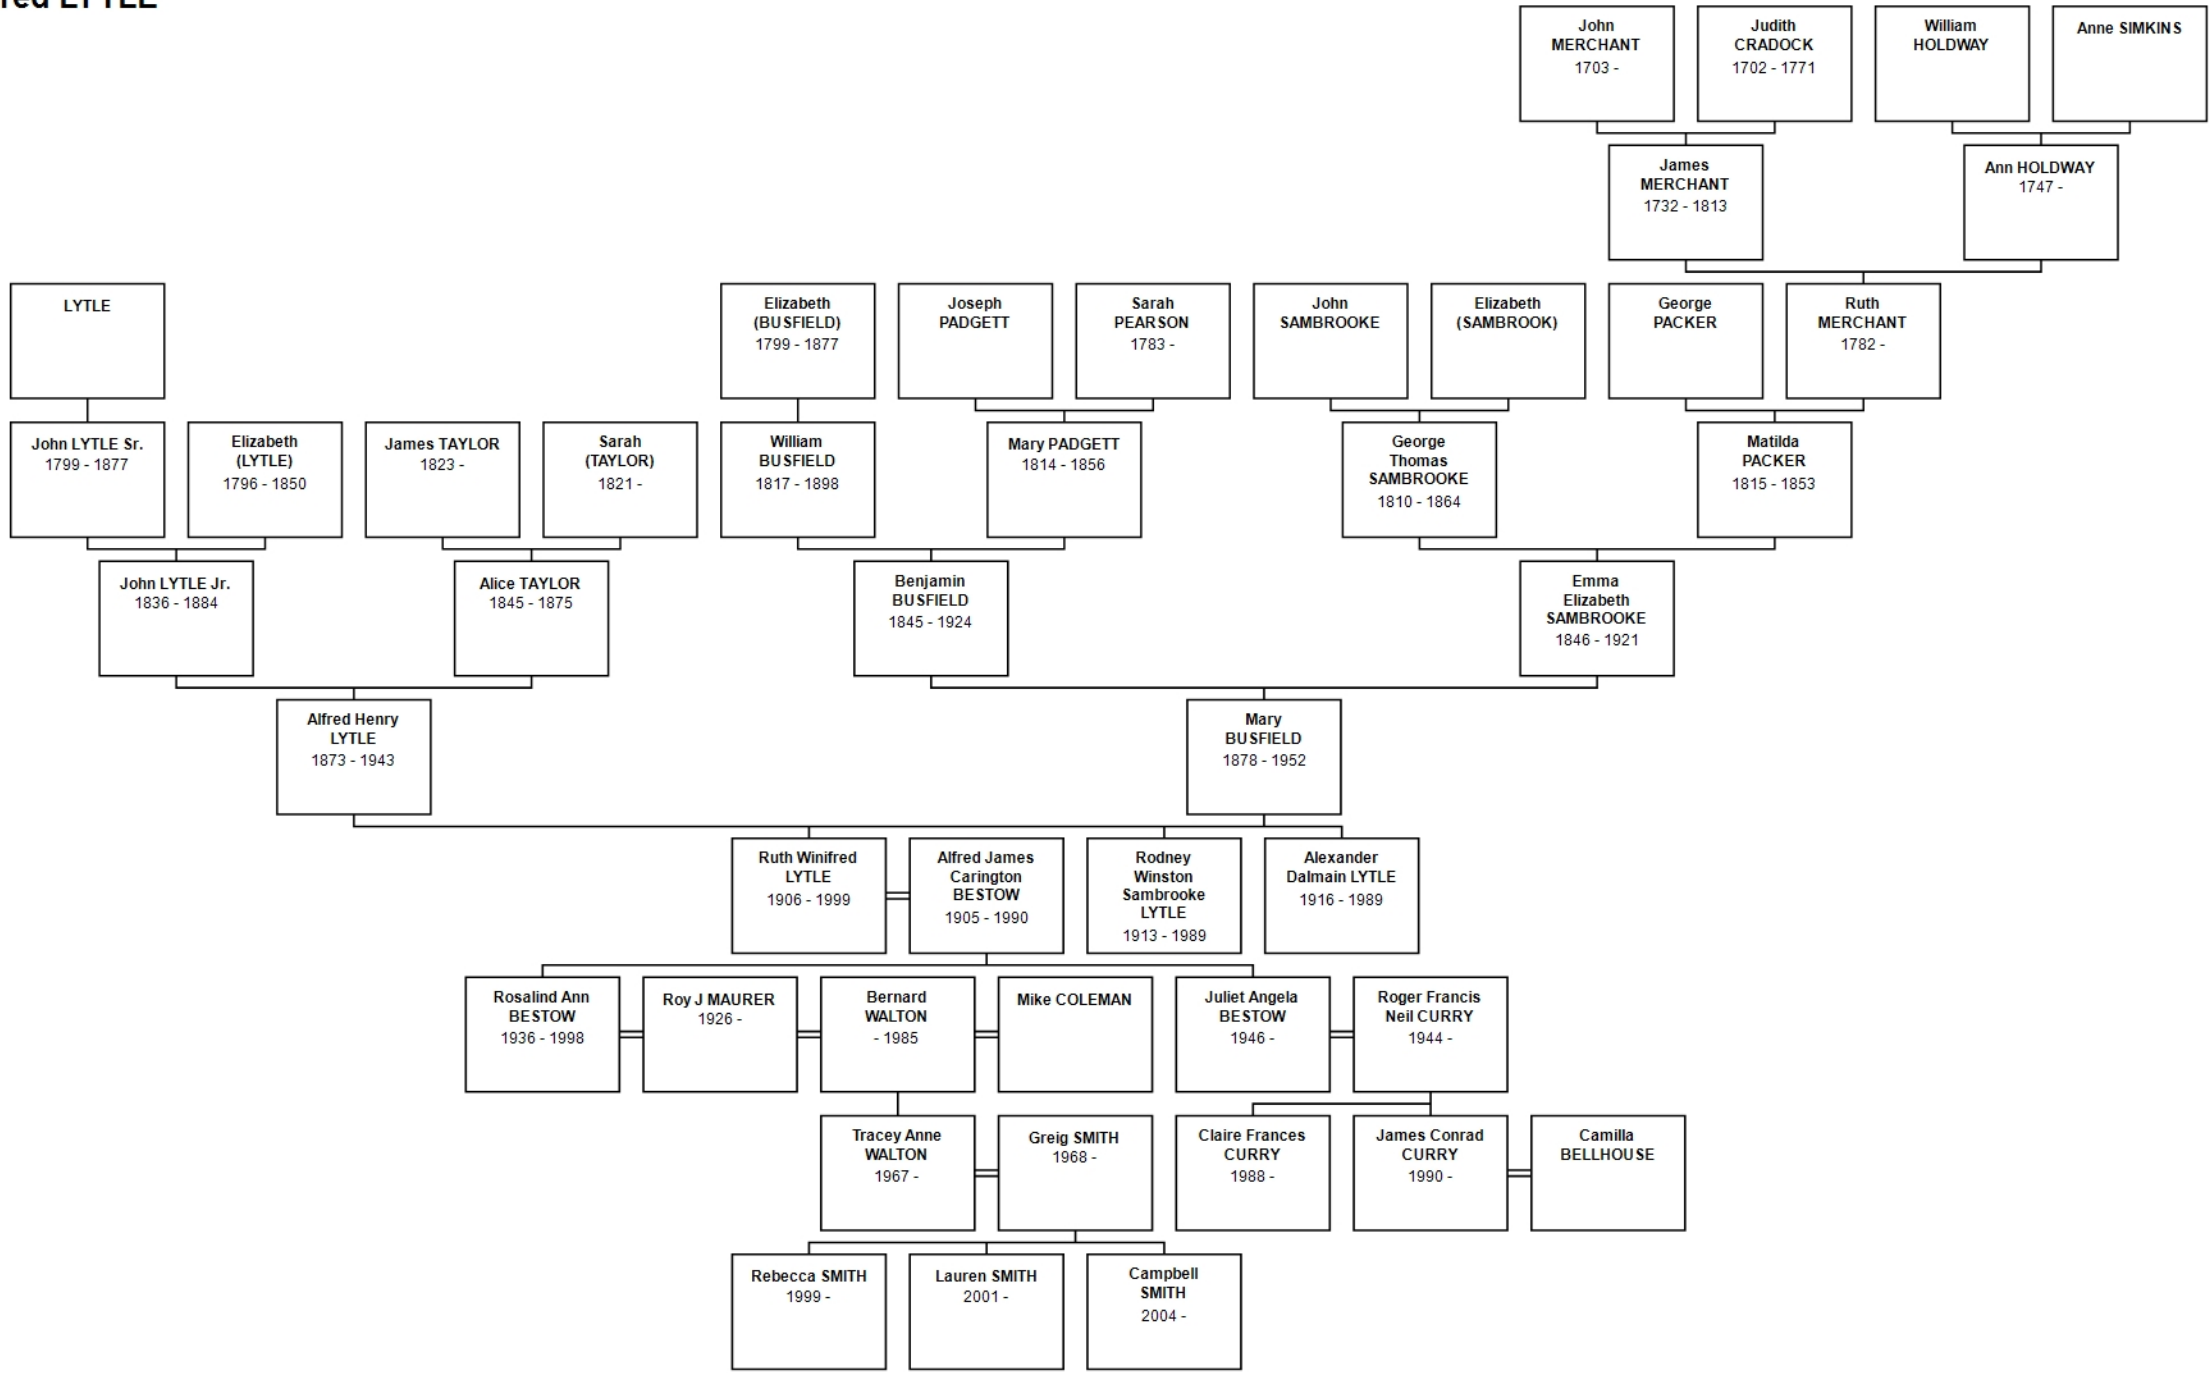 red LYTLE
John
MERCHANT
1703 -
Judith
CRADOCK
1702 - 1771
William
HOLDWAY
Anne SIMKINS
James
MERCHANT
1732 - 1813
Ann HOLDWAY
1747 -
LYTLE
Elizabeth
(BUSFIELD)
1799 - 1877
Joseph
PADGETT
Sarah
PEARSON
1783 -
John
SAMBROOKE
Elizabeth
(SAMBROOK)
George
PACKER
Ruth
MERCHANT
1782 -
John LYTLE Sr.
1799 - 1877
Elizabeth
(LYTLE)
1796 - 1850
James TAYLOR
1823 -
Sarah
(TAYLOR)
1821 -
William
BUSFIELD
1817 - 1898
Mary PADGETT
1814 - 1856
George
Thomas
SAMBROOKE
1810 - 1864
Matilda
PACKER
1815 - 1853
John LYTLE Jr.
1836 - 1884
Alice TAYLOR
1845 - 1875
Benjamin
BUSFIELD
1845 - 1924
Emma
Elizabeth
SAMBROOKE
1846 - 1921
Alfred Henry
LYTLE
1873 - 1943
Mary
BUSFIELD
1878 - 1952
Ruth Winifred
LYTLE
1906 - 1999
Alfred James
Carington
BESTOW
1905 - 1990
Rodney
Winston
Sambrooke
LYTLE
1913 - 1989
Alexander
Dalmain LYTLE
1916 - 1989
Rosalind Ann
BESTOW
1936 - 1998
Roy J MAURER
1926 -
Bernard
WALTON
- 1985
Mike COLEMAN
Juliet Angela
BESTOW
1946 -
Roger Francis
Neil CURRY
1944 -
Tracey Anne
WALTON
1967 -
Greig SMITH
1968 -
Claire Frances
CURRY
1988 -
James Conrad
CURRY
1990 -
Camilla
BELLHOUSE
Rebecca SMITH
1999 -
Lauren SMITH
2001 -
Campbell
SMITH
2004 -